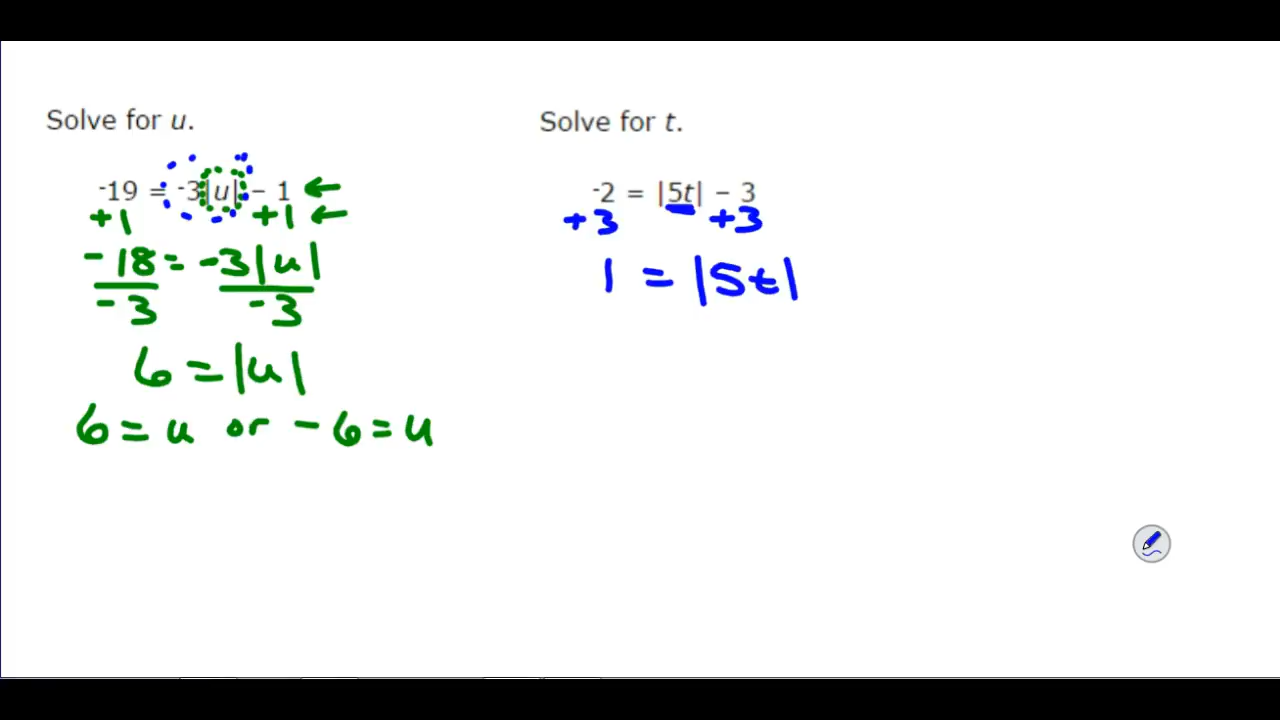 Solve for u.
-19 = -3|u| - 1
+1 +1
-18 = -3|u|
-3 -3
6 = |u|
6 = u or -6 = u
Solve for t.
-2 = |5t| - 3
+3 +3
1 = |5t|